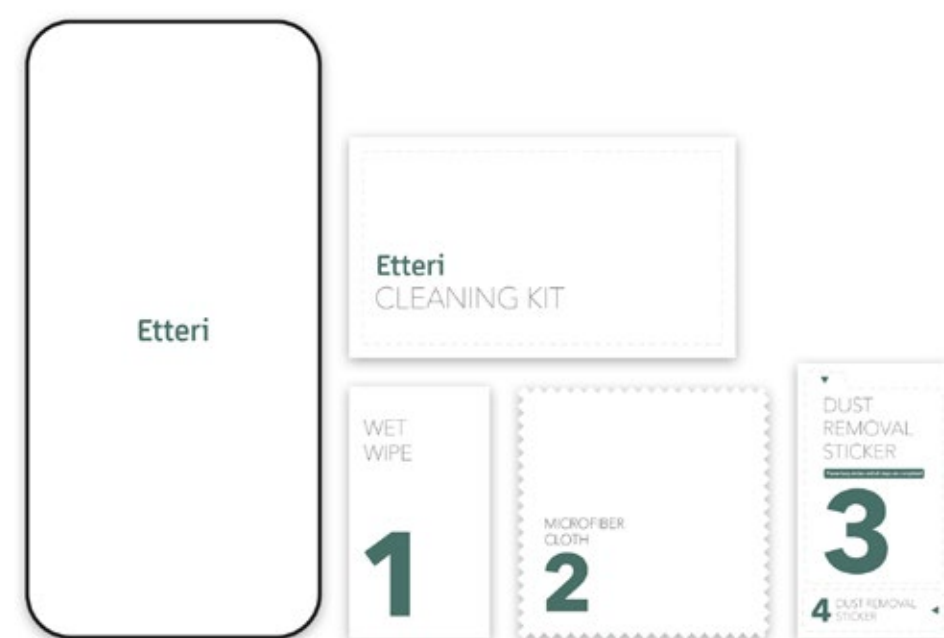 Etteri
Etteri
CLEANING KIT
WET
WIPE
1
MICROFIBER
CLOTH
2
DUST
REMOVAL
STICKER
3
4 DUST REMOVAL
STICKER